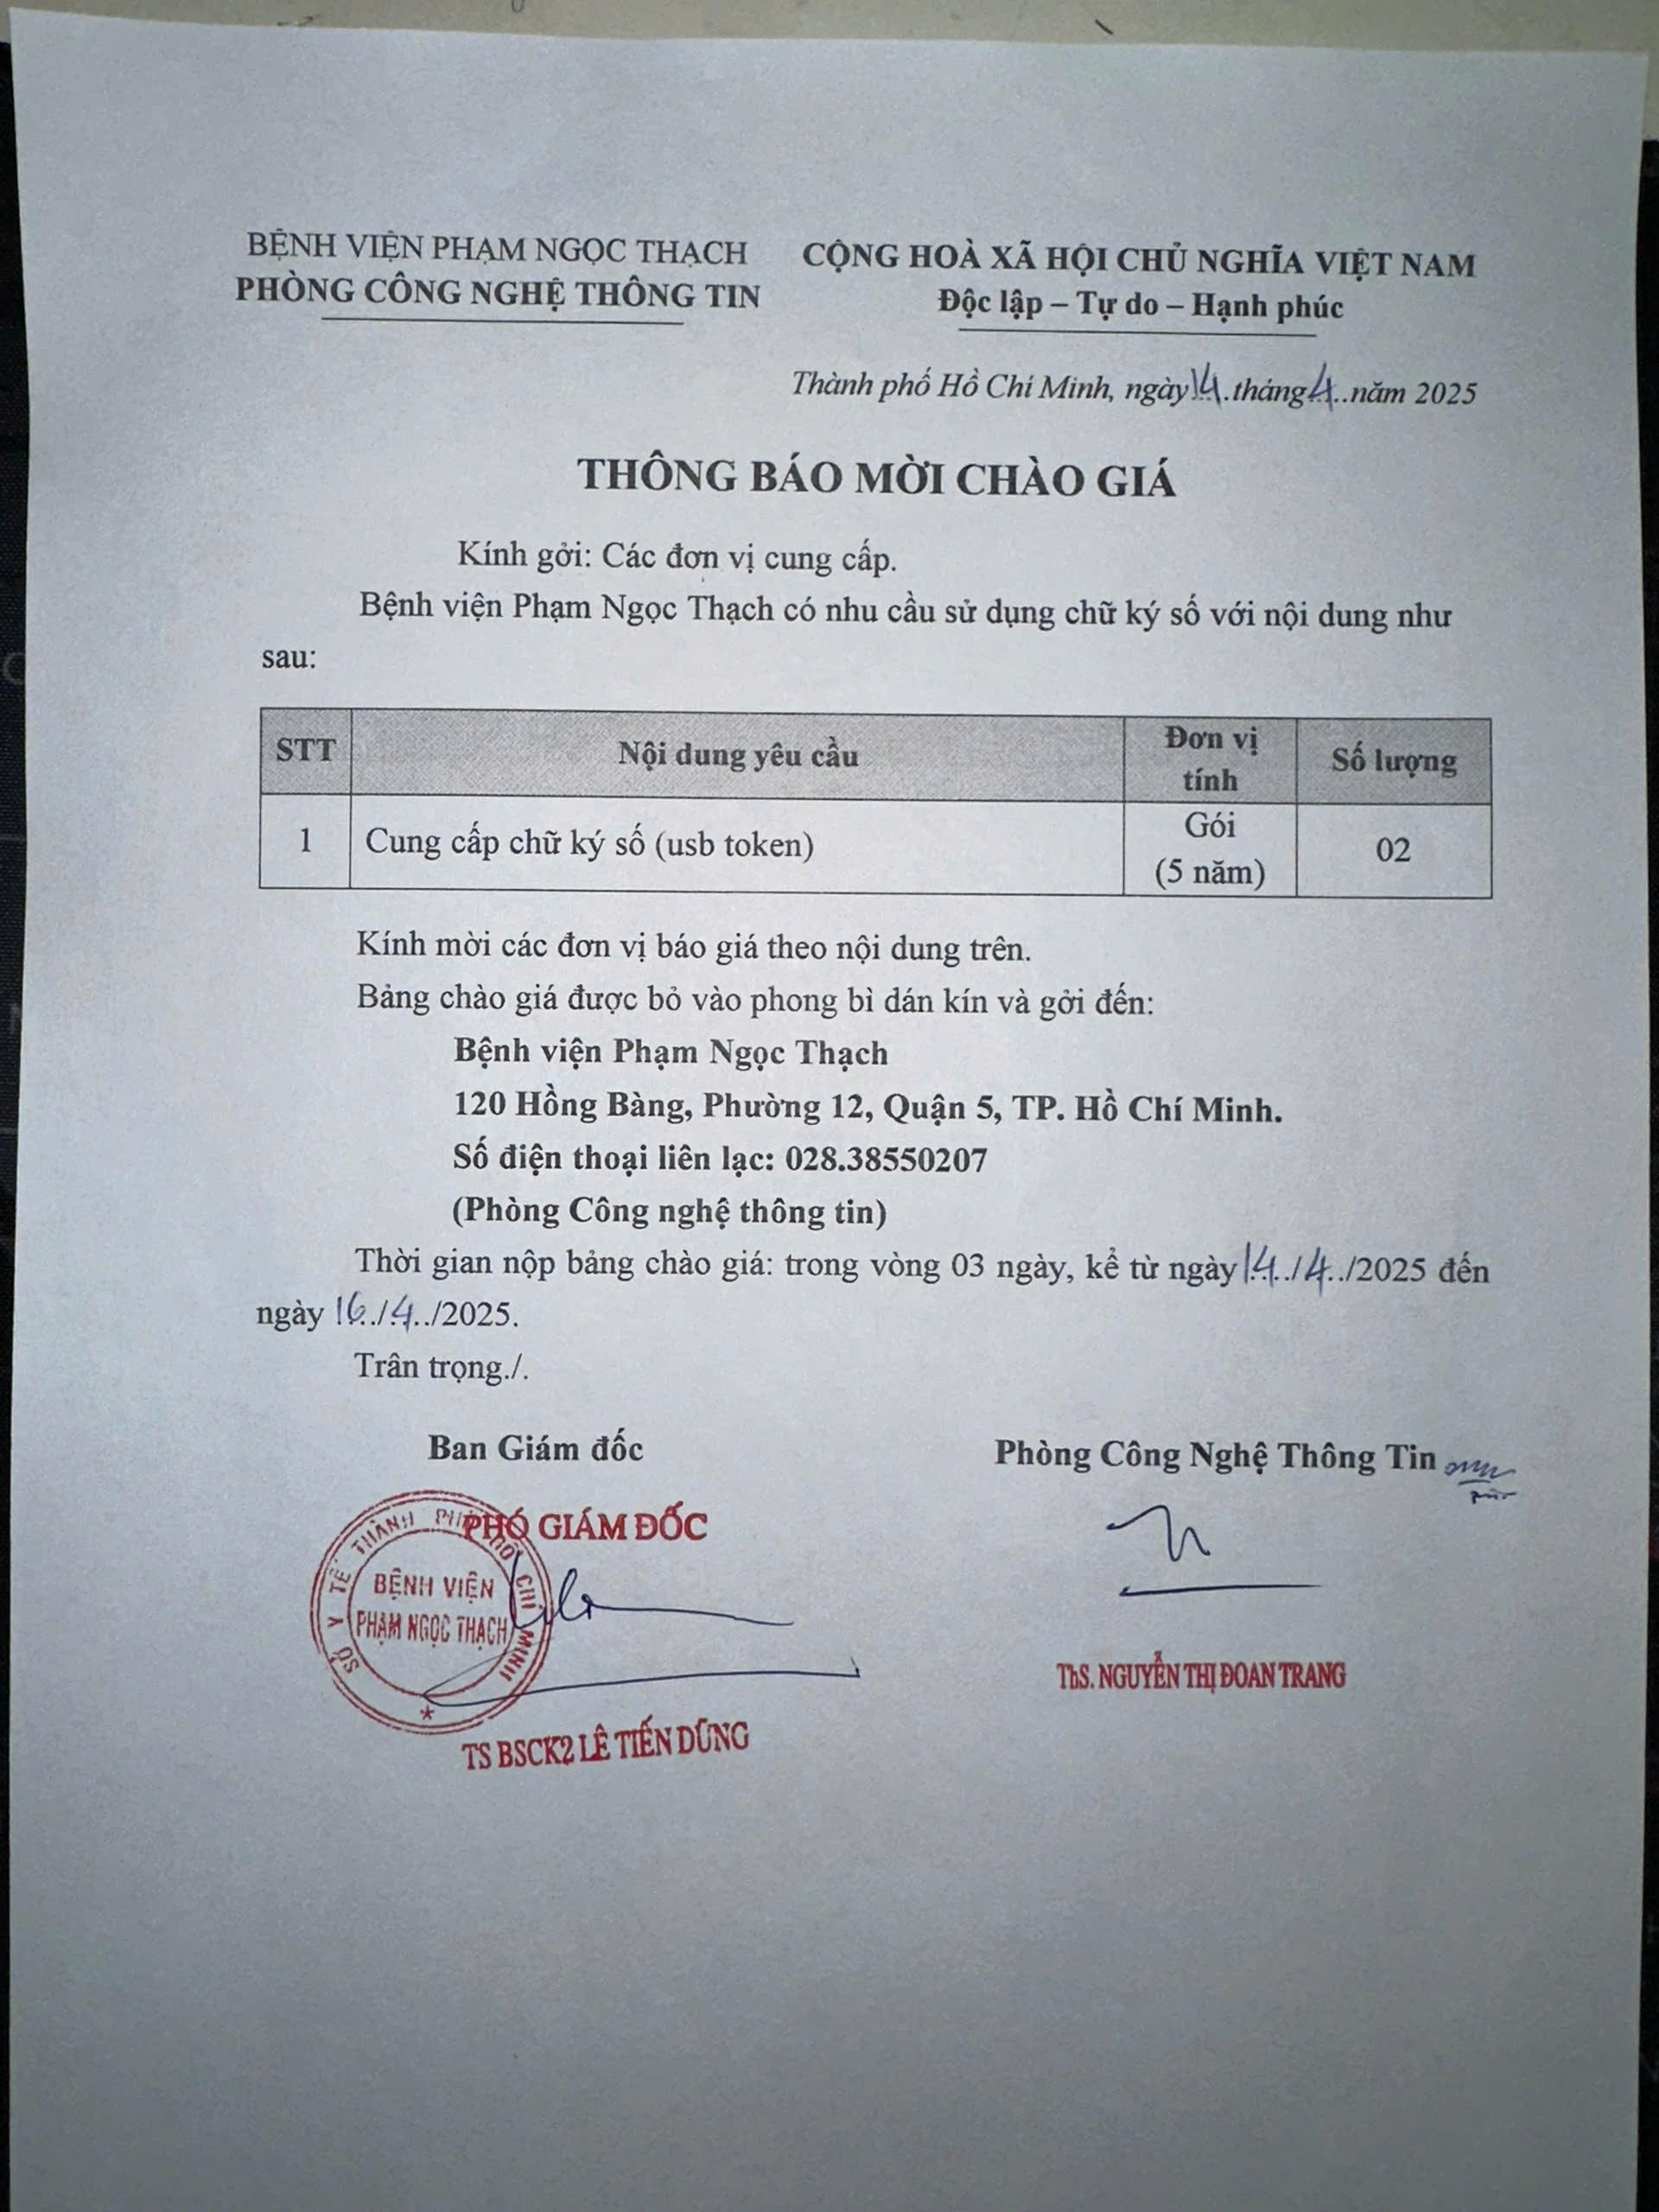 BỆNH VIỆN PHẠM NGỌC THẠCH
PHÒNG CÔNG NGHỆ THÔNG TIN
CỘNG HOÀ XÃ HỘI CHỦ NGHĨA VIỆT NAM
Độc lập – Tự do – Hạnh phúc
Thành phố Hồ Chí Minh, ngày 14 tháng 4 năm 2025
THÔNG BÁO MỜI CHÀO GIÁ
Kính gởi: Các đơn vị cung cấp.
Bệnh viện Phạm Ngọc Thạch có nhu cầu sử dụng chữ ký số với nội dung như
sau:
STT Nội dung yêu cầu Đơn vị tính Số lượng
1 Cung cấp chữ ký số (usb token) Gói (5 năm) 02
Kính mời các đơn vị báo giá theo nội dung trên.
Bảng chào giá được bỏ vào phong bì dán kín và gởi đến:
Bệnh viện Phạm Ngọc Thạch
120 Hồng Bàng, Phường 12, Quận 5, TP. Hồ Chí Minh.
Số điện thoại liên lạc: 028.38550207
(Phòng Công nghệ thông tin)
Thời gian nộp bảng chào giá: trong vòng 03 ngày, kể từ ngày 14../4../2025 đến
ngày 16../4../2025.
Trân trọng./.
Ban Giám đốc
Phòng Công Nghệ Thông Tin
PHÓ GIÁM ĐỐC
SỞ Y TẾ THÀNH PHỐ HỒ CHÍ MINH
BỆNH VIỆN
PHẠM NGỌC THẠCH
TS BSCK2 LÊ TIẾN DŨNG
ThS. NGUYỄN THỊ ĐOAN TRANG